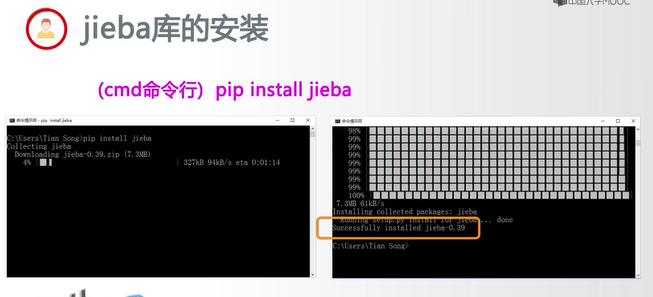 中国大学MOOC
jieba库的安装
(cmd命令行) pip install jieba
命令提示符 - pip install jieba
C:\Users\Tian Song>pip install jieba
Collecting jieba
Downloading jieba-0.39.zip (7.3MB)
4% | | 327kB 94kB/s eta 0:01:14
命令提示符
98%
99%
99%
99%
99%
99%
99%
99%
100%
7.3MB 61kB/s
Installing collected packages: jieba
Running setup.py install for jieba ... done
Successfully installed jieba-0.39
C:\Users\Tian Song>